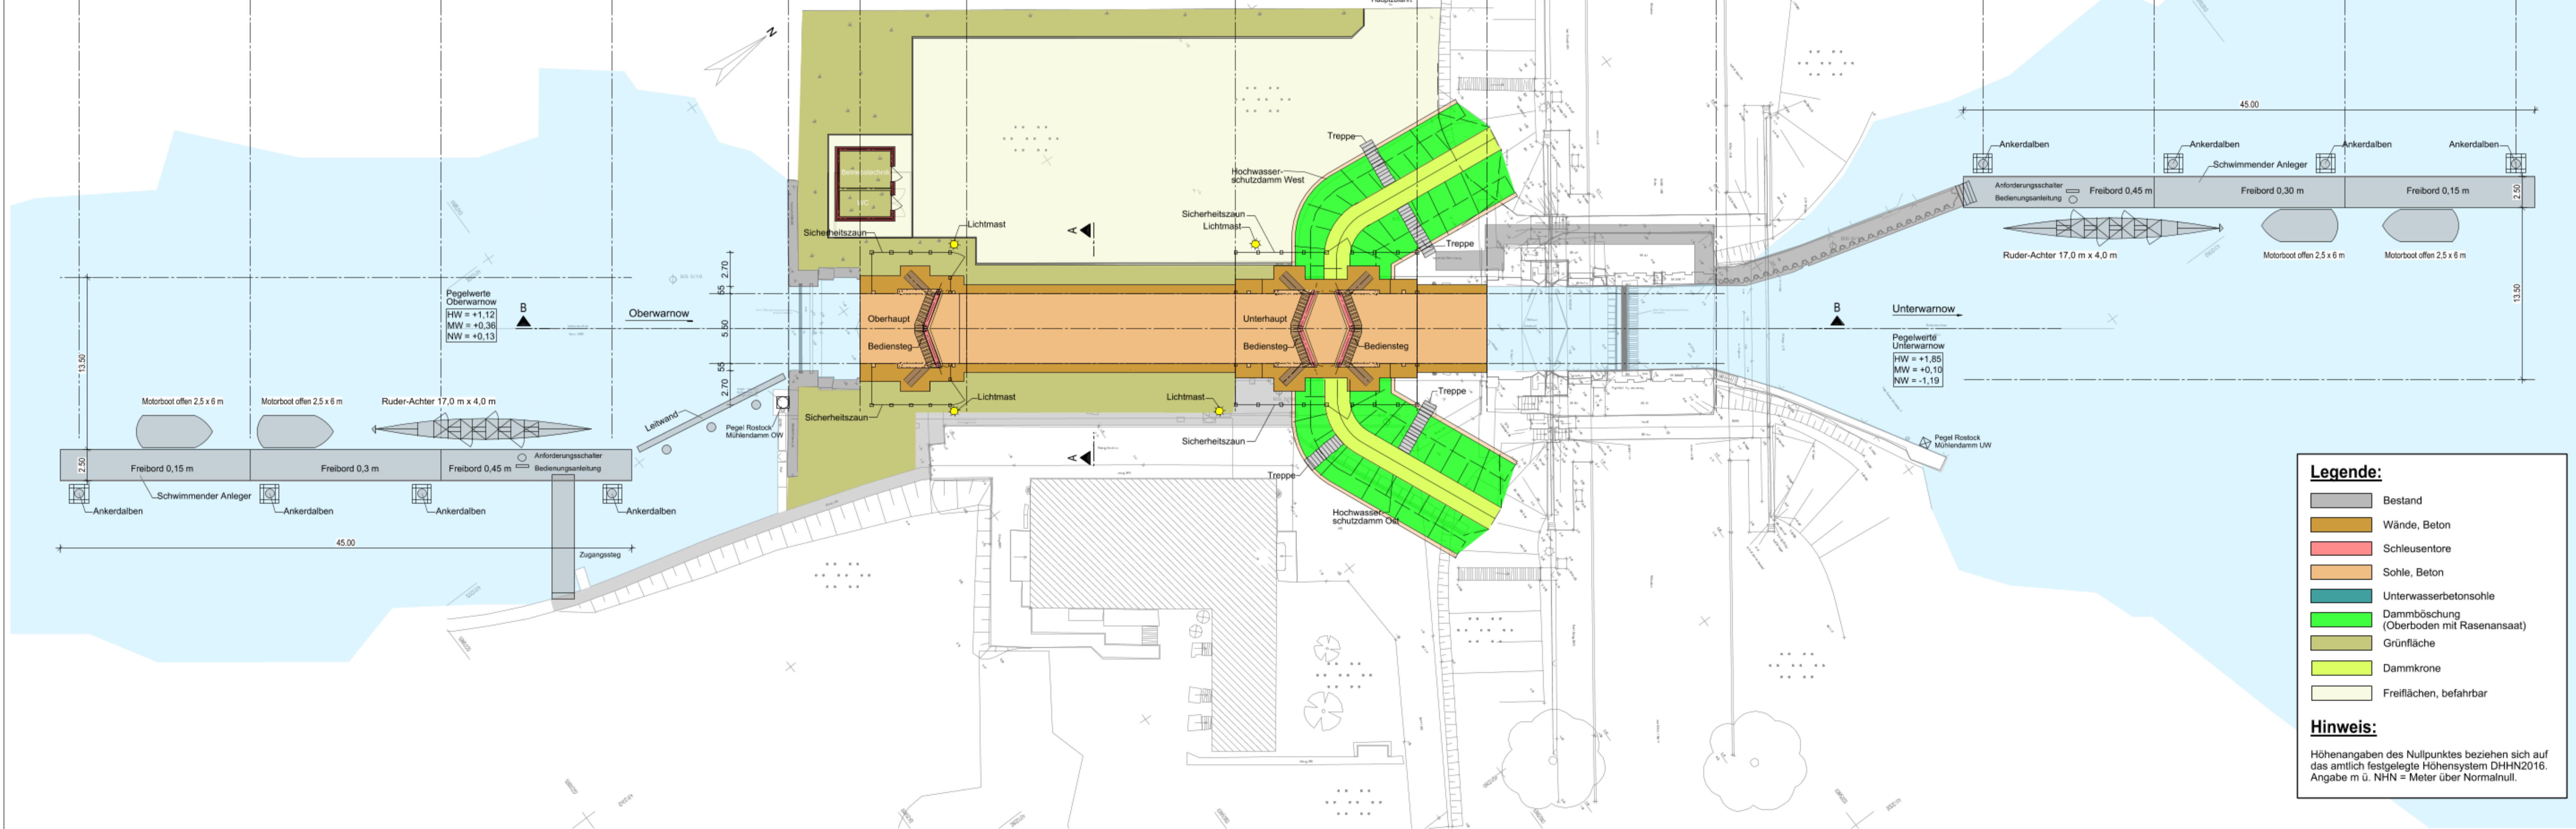 N
45.00
Ankerdalben
Ankerdalben
Ankerdalben
Ankerdalben
Schwimmender Anleger
Anforderungsschalter
Bedienungsanleitung
Freibord 0,45 m
Freibord 0,30 m
Freibord 0,15 m
2.50
Ruder-Achter 17,0 m x 4,0 m
Motorboot offen 2,5 x 6 m
Motorboot offen 2,5 x 6 m
13.50
Treppe
Hochwasser-
schutzdamm West
WC
Sicherheitszaun
Lichtmast
A
Sicherheitszaun
Lichtmast
Treppe
2.70
55
5.50
55
2.70
Pegelwerte
Oberwarnow
HW = +1,12
MW = +0,36
NW = +0,13
B
Oberwarnow
Oberhaupt
Bediensteg
Unterhaupt
Bediensteg
Bediensteg
B
Unterwarnow
Pegelwerte
Unterwarnow
HW = +1,85
MW = +0,10
NW = -1,19
13.50
Motorboot offen 2,5 x 6 m
Motorboot offen 2,5 x 6 m
Ruder-Achter 17,0 m x 4,0 m
Leitwand
Pegel Rostock
Mühlendamm OW
Sicherheitszaun
Lichtmast
Lichtmast
Treppe
Sicherheitszaun
A
Treppe
Hochwasser-
schutzdamm Ost
Pegel Rostock
Mühlendamm UW
2.50
Freibord 0,15 m
Freibord 0,3 m
Freibord 0,45 m
Anforderungsschalter
Bedienungsanleitung
Schwimmender Anleger
Ankerdalben
Ankerdalben
Ankerdalben
Ankerdalben
45.00
Zugangssteg
Legende:
Bestand
Wände, Beton
Schleusentore
Sohle, Beton
Unterwasserbetonsohle
Dammböschung
(Oberboden mit Rasenansaat)
Grünfläche
Dammkrone
Freiflächen, befahrbar
Hinweis:
Höhenangaben des Nullpunktes beziehen sich auf
das amtlich festgelegte Höhensystem DHHN2016.
Angabe m ü. NHN = Meter über Normalnull.